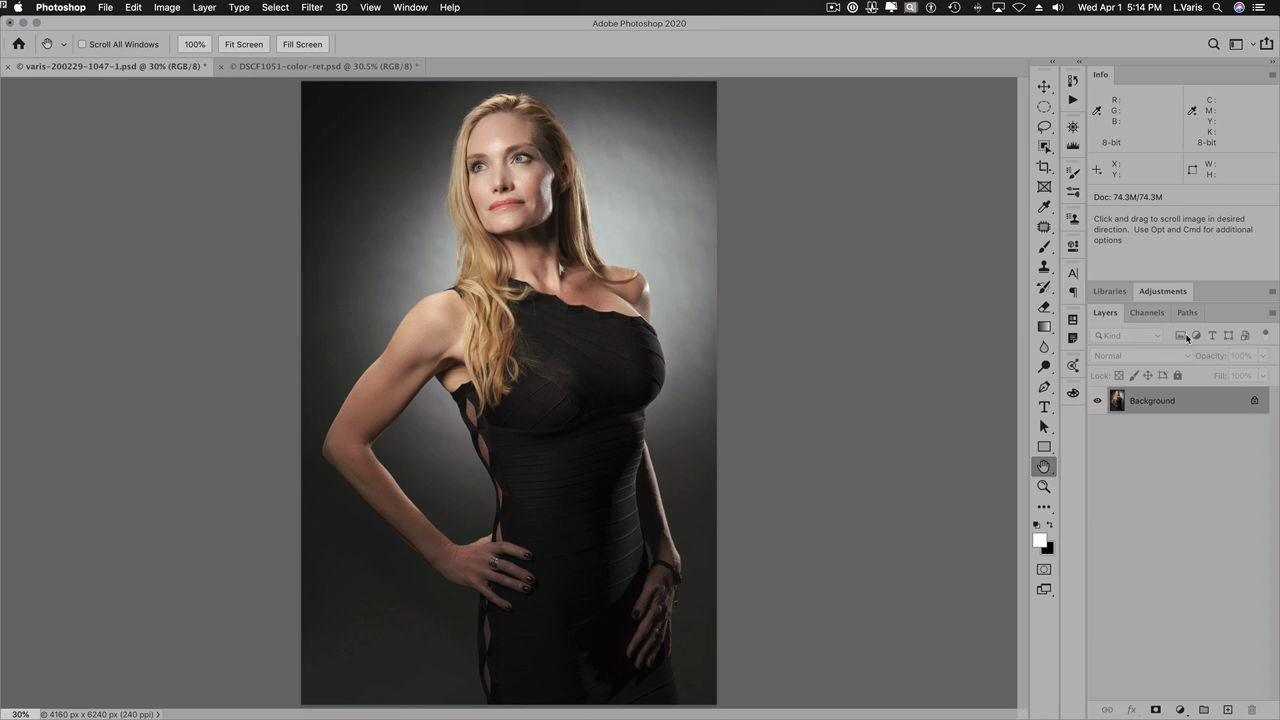 Photoshop File Edit Image Layer Type Select Filter 3D View Window Help Wed Apr 1 5:14 PM L.Varis
Adobe Photoshop 2020
Scroll All Windows 100% Fit Screen Fill Screen
× © varis-200229-1047-1.psd @ 30% (RGB/8) * × © DSCF1051-color-ret.psd @ 30.5% (RGB/8) *
Info
R: C:
G: M:
B: Y:
K:
8-bit 8-bit
X: W:
Y: H:
Doc: 74.3M/74.3M
Click and drag to scroll image in desired
direction. Use Opt and Cmd for additional
options
Libraries Adjustments
Layers Channels Paths
Kind
Normal Opacity: 100%
Lock: Fill: 100%
Background
30% © 4160 px x 6240 px (240 ppi)